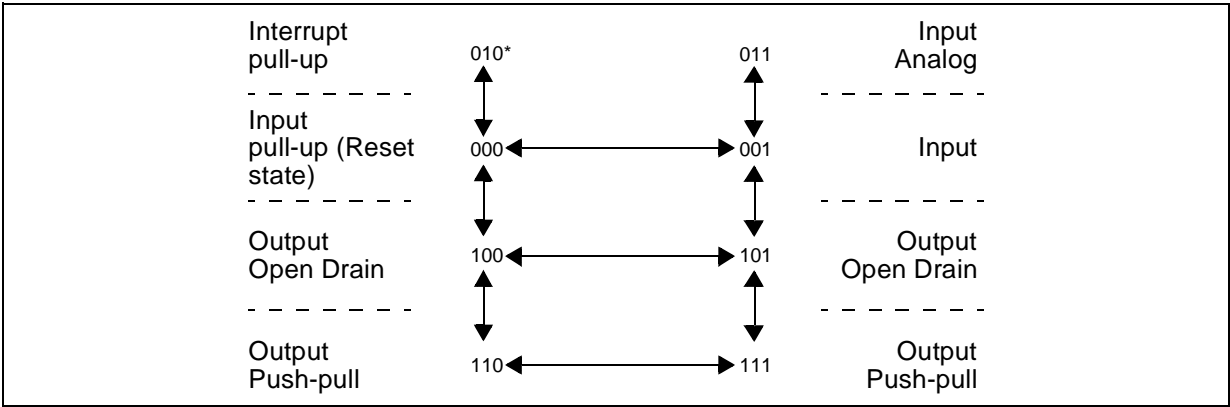 Interrupt
pull-up
010*
011
Input
Analog
Input
pull-up (Reset
state)
000
001
Input
Output
Open Drain
100
101
Output
Open Drain
Output
Push-pull
110
111
Output
Push-pull